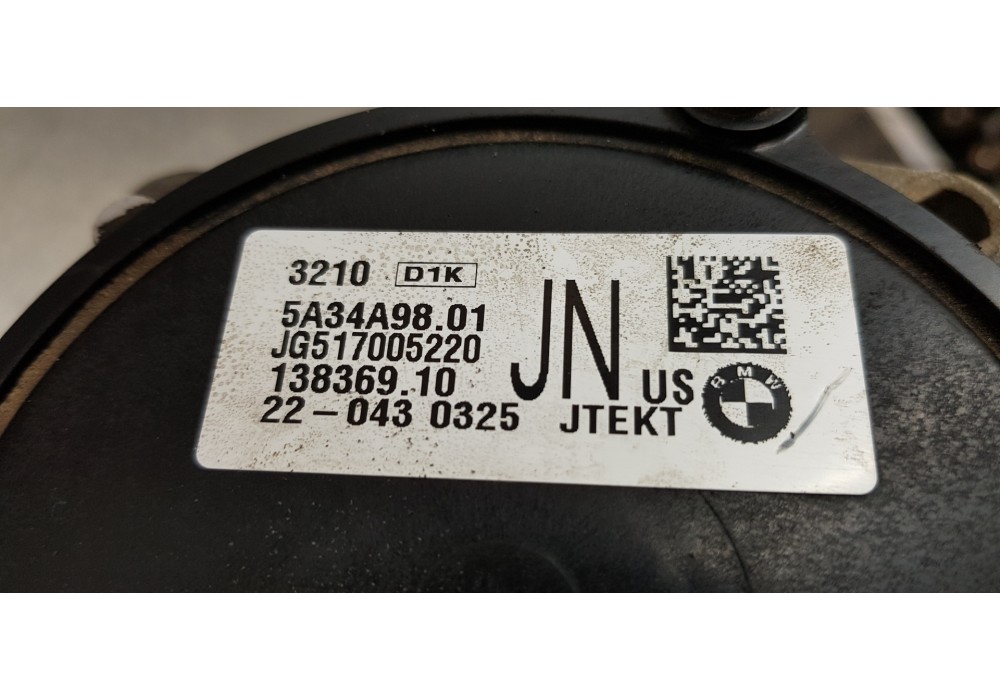 3210 D1K
5A34A98.01
JG517005220
138369.10
22-043 0325
JN
US
JTEKT
BMW